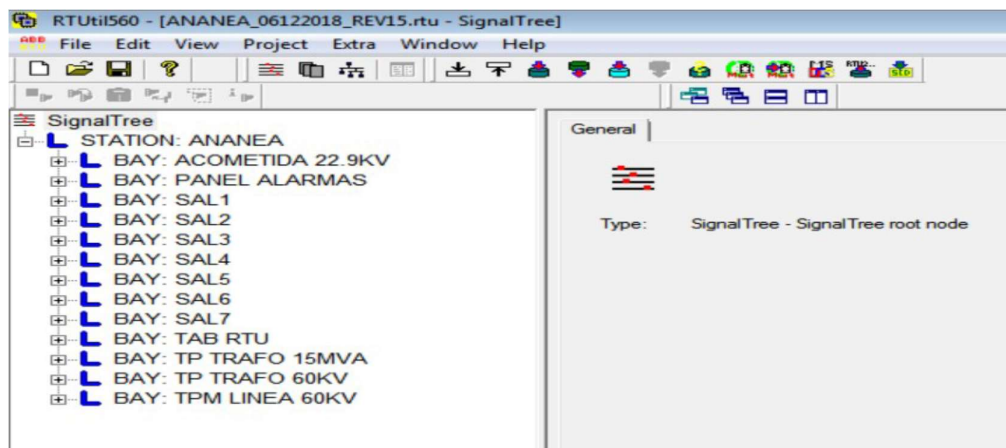 RTUtil560 - [ANANEA_06122018_REV15.rtu - SignalTree]
ABB File Edit View Project Extra Window Help
SignalTree
STATION: ANANEA
BAY: ACOMETIDA 22.9KV
BAY: PANEL ALARMAS
BAY: SAL1
BAY: SAL2
BAY: SAL3
BAY: SAL4
BAY: SAL5
BAY: SAL6
BAY: SAL7
BAY: TAB RTU
BAY: TP TRAFO 15MVA
BAY: TP TRAFO 60KV
BAY: TPM LINEA 60KV
General
Type: SignalTree - SignalTree root node